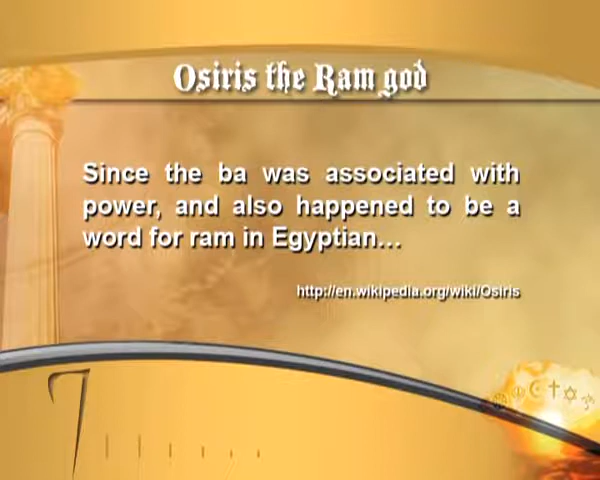 Osiris the Ram god
Since the ba was associated with
power, and also happened to be a
word for ram in Egyptian…
http://en.wikipedia.org/wiki/Osiris